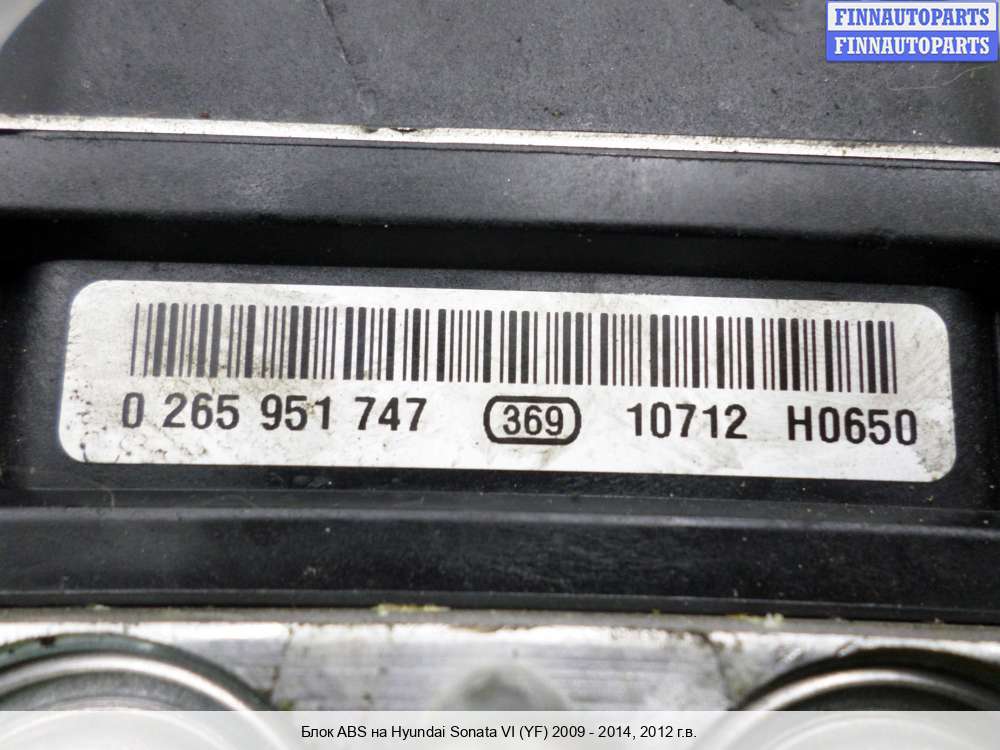 FINNAUTOPARTS
FINNAUTOPARTS
0 265 951 747 369 10712 H0650
Блок ABS на Hyundai Sonata VI (YF) 2009 - 2014, 2012 г.в.